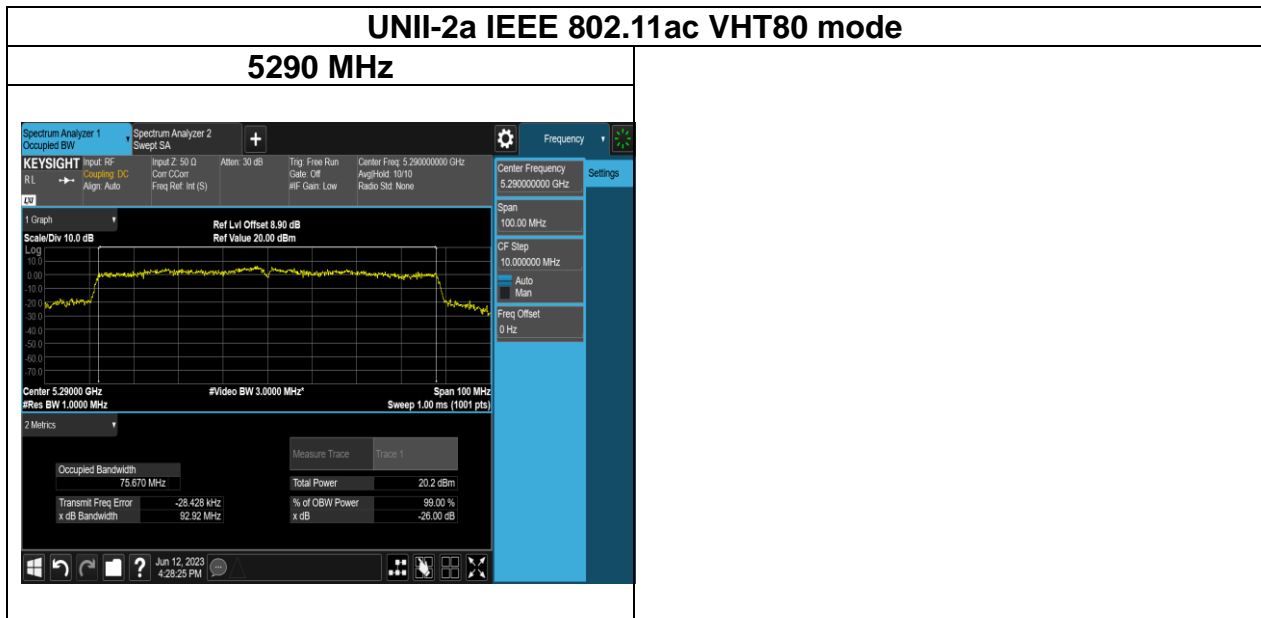 UNII-2a IEEE 802.11ac VHT80 mode
5290 MHz
Spectrum Analyzer 1
Occupied BW
Spectrum Analyzer 2
Swept SA
+
Frequency
KEYSIGHT
RL
LXI
Input: RF
Coupling: DC
Align: Auto
Input Z: 50 Ω
Corr CCorr
Freq Ref: Int (S)
Atten: 30 dB
Trig: Free Run
Gate: Off
#IF Gain: Low
Center Freq: 5.290000000 GHz
Avg|Hold: 10/10
Radio Std: None
Center Frequency
5.290000000 GHz
Settings
Span
100.00 MHz
CF Step
10.000000 MHz
Auto
Man
Freq Offset
0 Hz
1 Graph
Scale/Div 10.0 dB
Ref Lvl Offset 8.90 dB
Ref Value 20.00 dBm
Log
10.0
0.00
-10.0
-20.0
-30.0
-40.0
-50.0
-60.0
-70.0
Center 5.29000 GHz
#Res BW 1.0000 MHz
#Video BW 3.0000 MHz*
Span 100 MHz
Sweep 1.00 ms (1001 pts)
2 Metrics
Measure Trace Trace 1
Occupied Bandwidth
75.670 MHz
Total Power 20.2 dBm
Transmit Freq Error -28.428 kHz
% of OBW Power 99.00 %
x dB Bandwidth 92.92 MHz
x dB -26.00 dB
?
Jun 12, 2023
4:28:25 PM